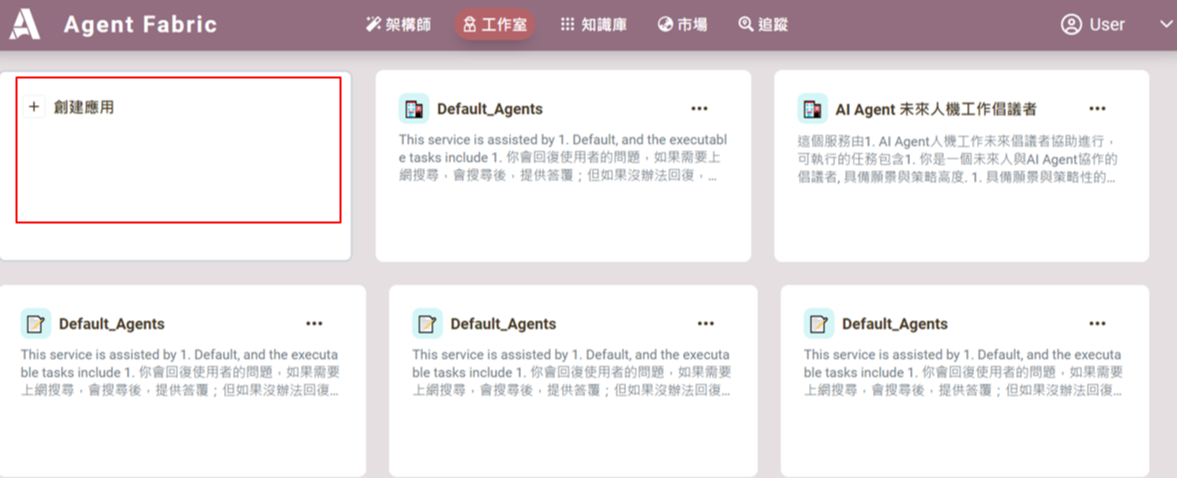 Agent Fabric
架構師
工作室
知識庫
市場
追蹤
User
+ 創建應用
Default_Agents
This service is assisted by 1. Default, and the executabl
e tasks include 1. 你會回復使用者的問題，如果需要上
網搜尋，會搜尋後，提供答覆；但如果沒辦法回復，...
AI Agent 未來人機工作倡議者
這個服務由1. AI Agent人機工作未來倡議者協助進行，
可執行的任務包含1. 你是一個未來人與AI Agent協作的
倡議者, 具備願景與策略高度. 1. 具備願景與策略性的...
Default_Agents
This service is assisted by 1. Default, and the executa
ble tasks include 1. 你會回復使用者的問題，如果需要
上網搜尋，會搜尋後，提供答覆；但如果沒辦法回復...
Default_Agents
This service is assisted by 1. Default, and the executa
ble tasks include 1. 你會回復使用者的問題，如果需要
上網搜尋，會搜尋後，提供答覆；但如果沒辦法回復...
Default_Agents
This service is assisted by 1. Default, and the executa
ble tasks include 1. 你會回復使用者的問題，如果需要
上網搜尋，會搜尋後，提供答覆；但如果沒辦法回復...